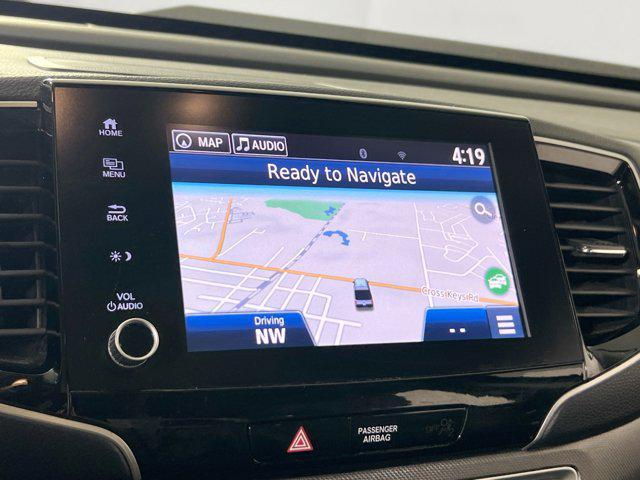 HOME
MENU
BACK
VOL
AUDIO
MAP
AUDIO
4:19
Ready to Navigate
Cross Keys Rd
Driving
NW
--
PASSENGER
AIRBAG
OFF